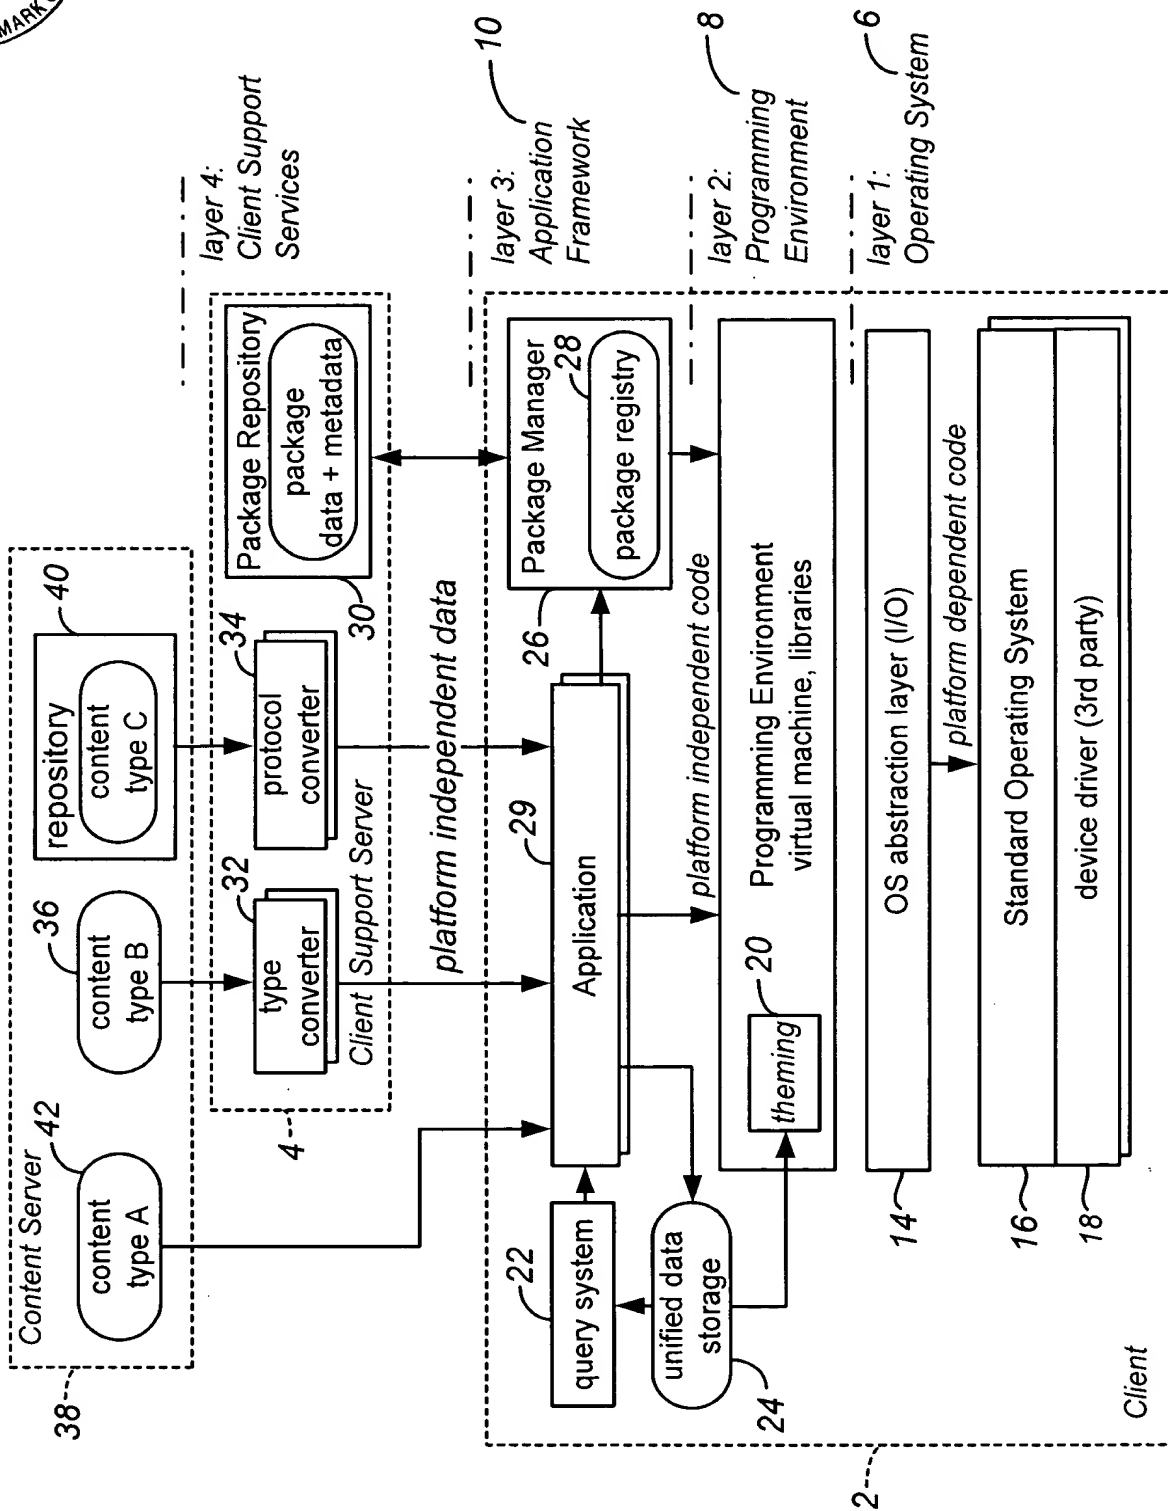 MARK
Content Server
38
42
content
type A
36
content
type B
40
repository
content
type C
layer 4:
Client Support
Services
4
32
type
converter
34
protocol
converter
Client Support Server
30
Package Repository
package
data + metadata
platform independent data
10
layer 3:
Application
Framework
22
query system
unified data
storage
24
29
Application
26
Package Manager
28
package registry
platform independent code
8
layer 2:
Programming
Environment
20
theming
Programming Environment
virtual machine, libraries
6
layer 1:
Operating System
14
OS abstraction layer (I/O)
platform dependent code
16
Standard Operating System
18
device driver (3rd party)
Client
2